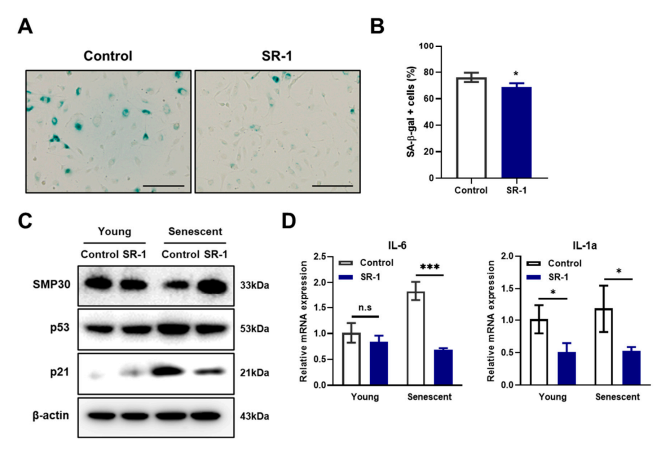 A
Control
SR-1
B
SA-β-gal + cells (%)
100
80
60
40
20
0
*
Control
SR-1
C
Young
Senescent
Control SR-1 Control SR-1
SMP30
33kDa
p53
53kDa
p21
21kDa
β-actin
43kDa
D
IL-6
Relative mRNA expression
2.5
2.0
1.5
1.0
0.5
0.0
Control
SR-1
n.s
***
Young
Senescent
IL-1a
Relative mRNA expression
2.0
1.5
1.0
0.5
0.0
Control
SR-1
*
*
Young
Senescent